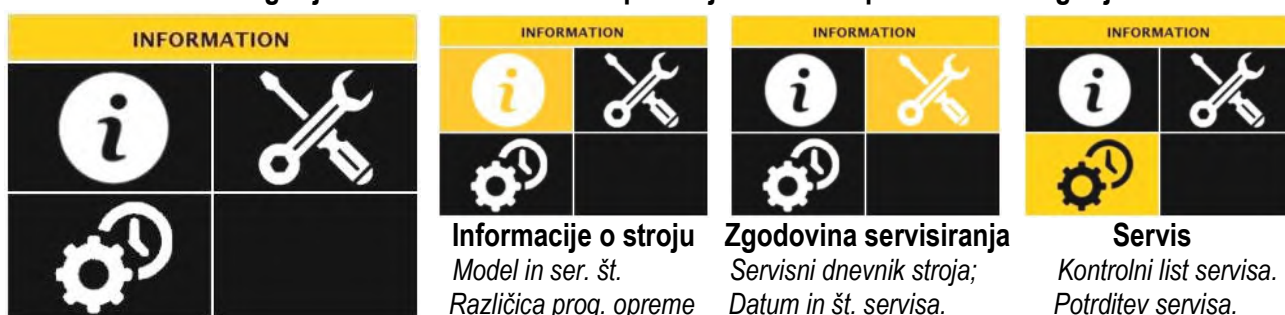 INFORMATION
INFORMATION
INFORMATION
INFORMATION
Informacije o stroju
Model in ser. št.
Različica prog. opreme
Zgodovina servisiranja
Servisni dnevnik stroja;
Datum in št. servisa.
Servis
Kontrolni list servisa.
Potrditev servisa.